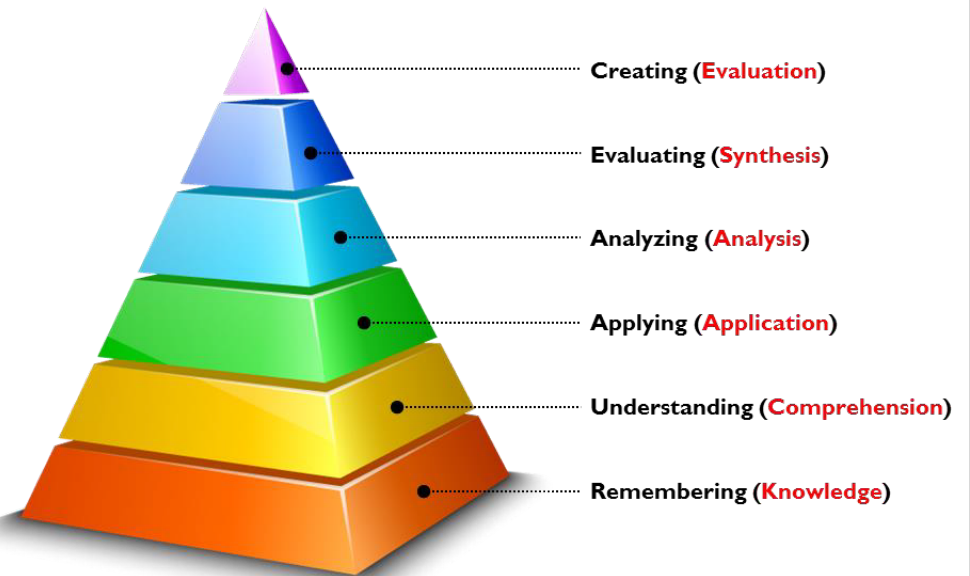 Creating (Evaluation)
Evaluating (Synthesis)
Analyzing (Analysis)
Applying (Application)
Understanding (Comprehension)
Remembering (Knowledge)